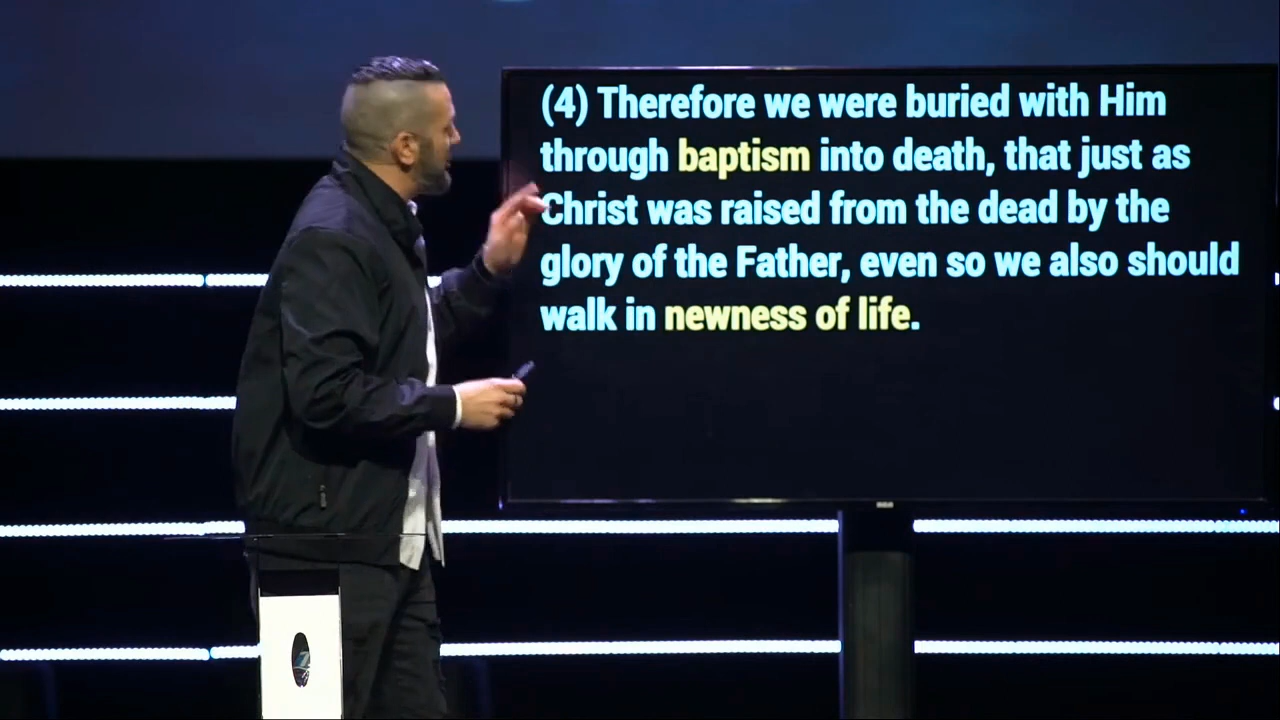 (4) Therefore we were buried with Him
through baptism into death, that just as
Christ was raised from the dead by the
glory of the Father, even so we also should
walk in newness of life.